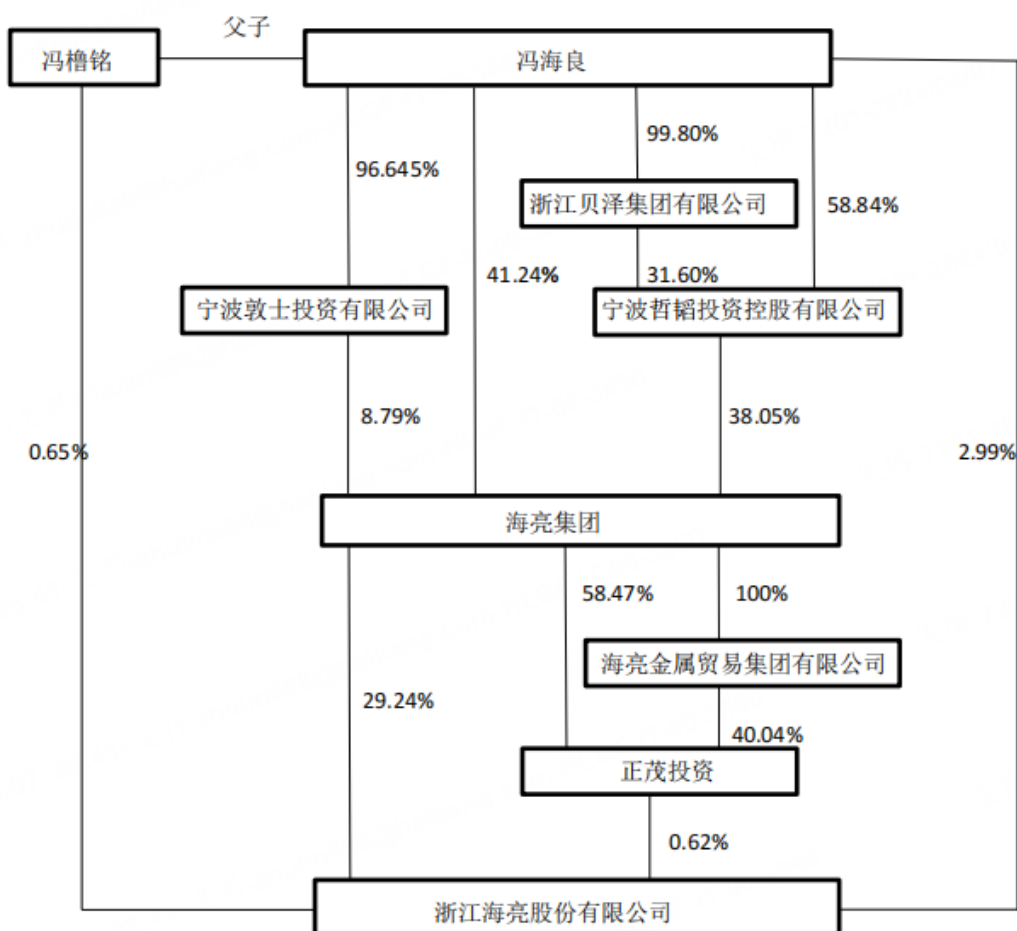 父子
冯橹铭
冯海良
99.80%
96.645%
浙江贝泽集团有限公司
58.84%
41.24%
31.60%
宁波敦士投资有限公司
宁波哲韬投资控股有限公司
8.79%
38.05%
0.65%
2.99%
海亮集团
58.47%
100%
海亮金属贸易集团有限公司
29.24%
40.04%
正茂投资
0.62%
浙江海亮股份有限公司